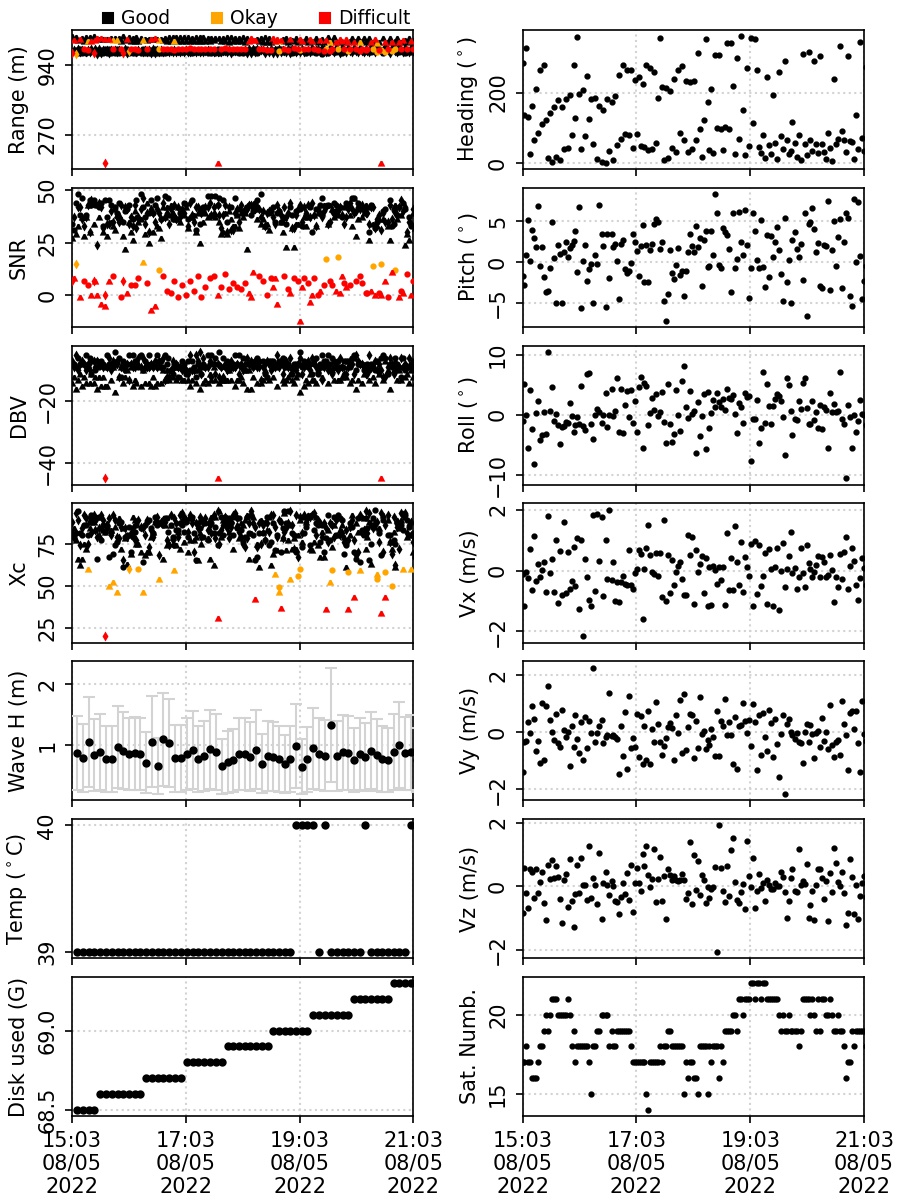 Good Okay Difficult
Range (m)
940
270
Heading (°)
200
0
SNR
50
25
0
Pitch (°)
5
0
−5
DBV
−20
−40
Roll (°)
10
0
−10
Xc
75
50
25
Vx (m/s)
2
0
−2
Wave H (m)
2
1
Vy (m/s)
2
0
−2
Temp (°C)
40
39
Vz (m/s)
2
0
−2
Disk used (G)
69.0
68.5
Sat. Numb.
20
15
15:03 17:03 19:03 21:03
08/05 08/05 08/05 08/05
2022 2022 2022 2022
15:03 17:03 19:03 21:03
08/05 08/05 08/05 08/05
2022 2022 2022 2022